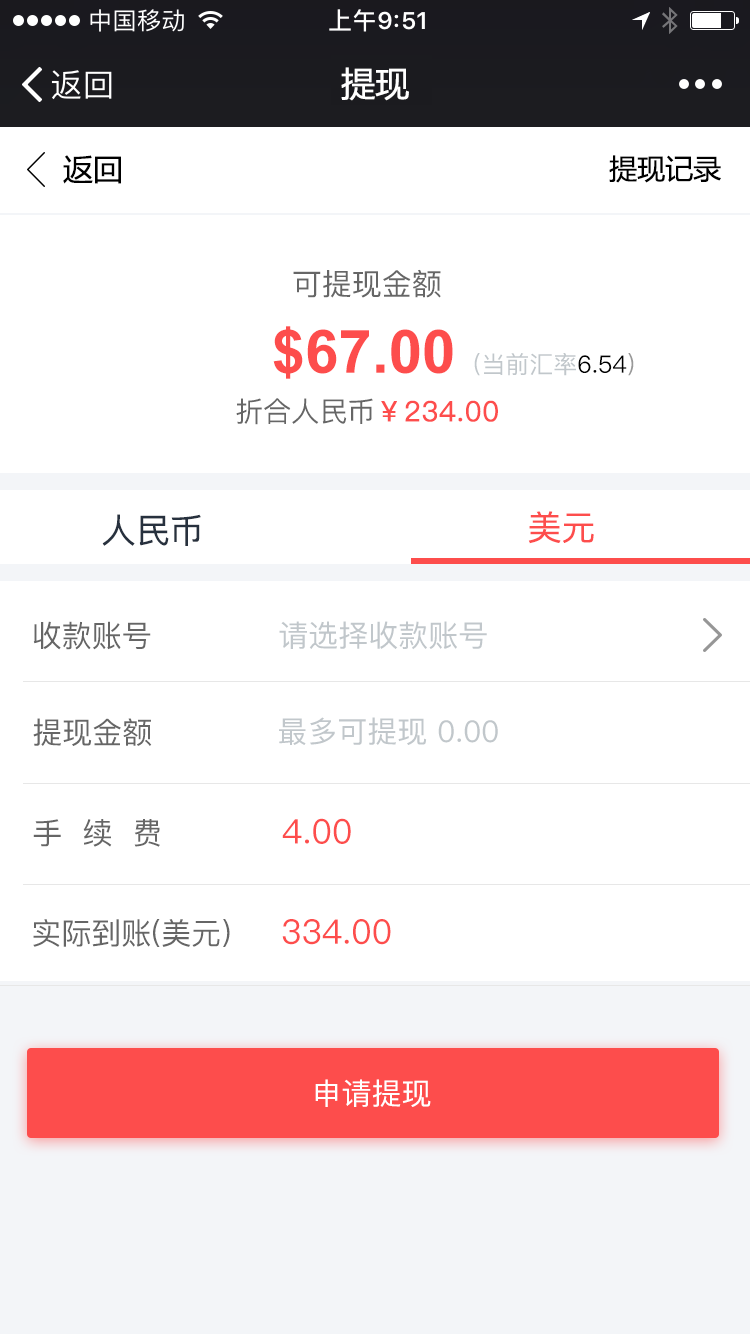 中国移动 上午9:51
返回 提现
返回 提现记录
可提现金额
$67.00 (当前汇率6.54)
折合人民币 ¥ 234.00
人民币 美元
收款账号 请选择收款账号
提现金额 最多可提现 0.00
手 续 费 4.00
实际到账(美元) 334.00
申请提现